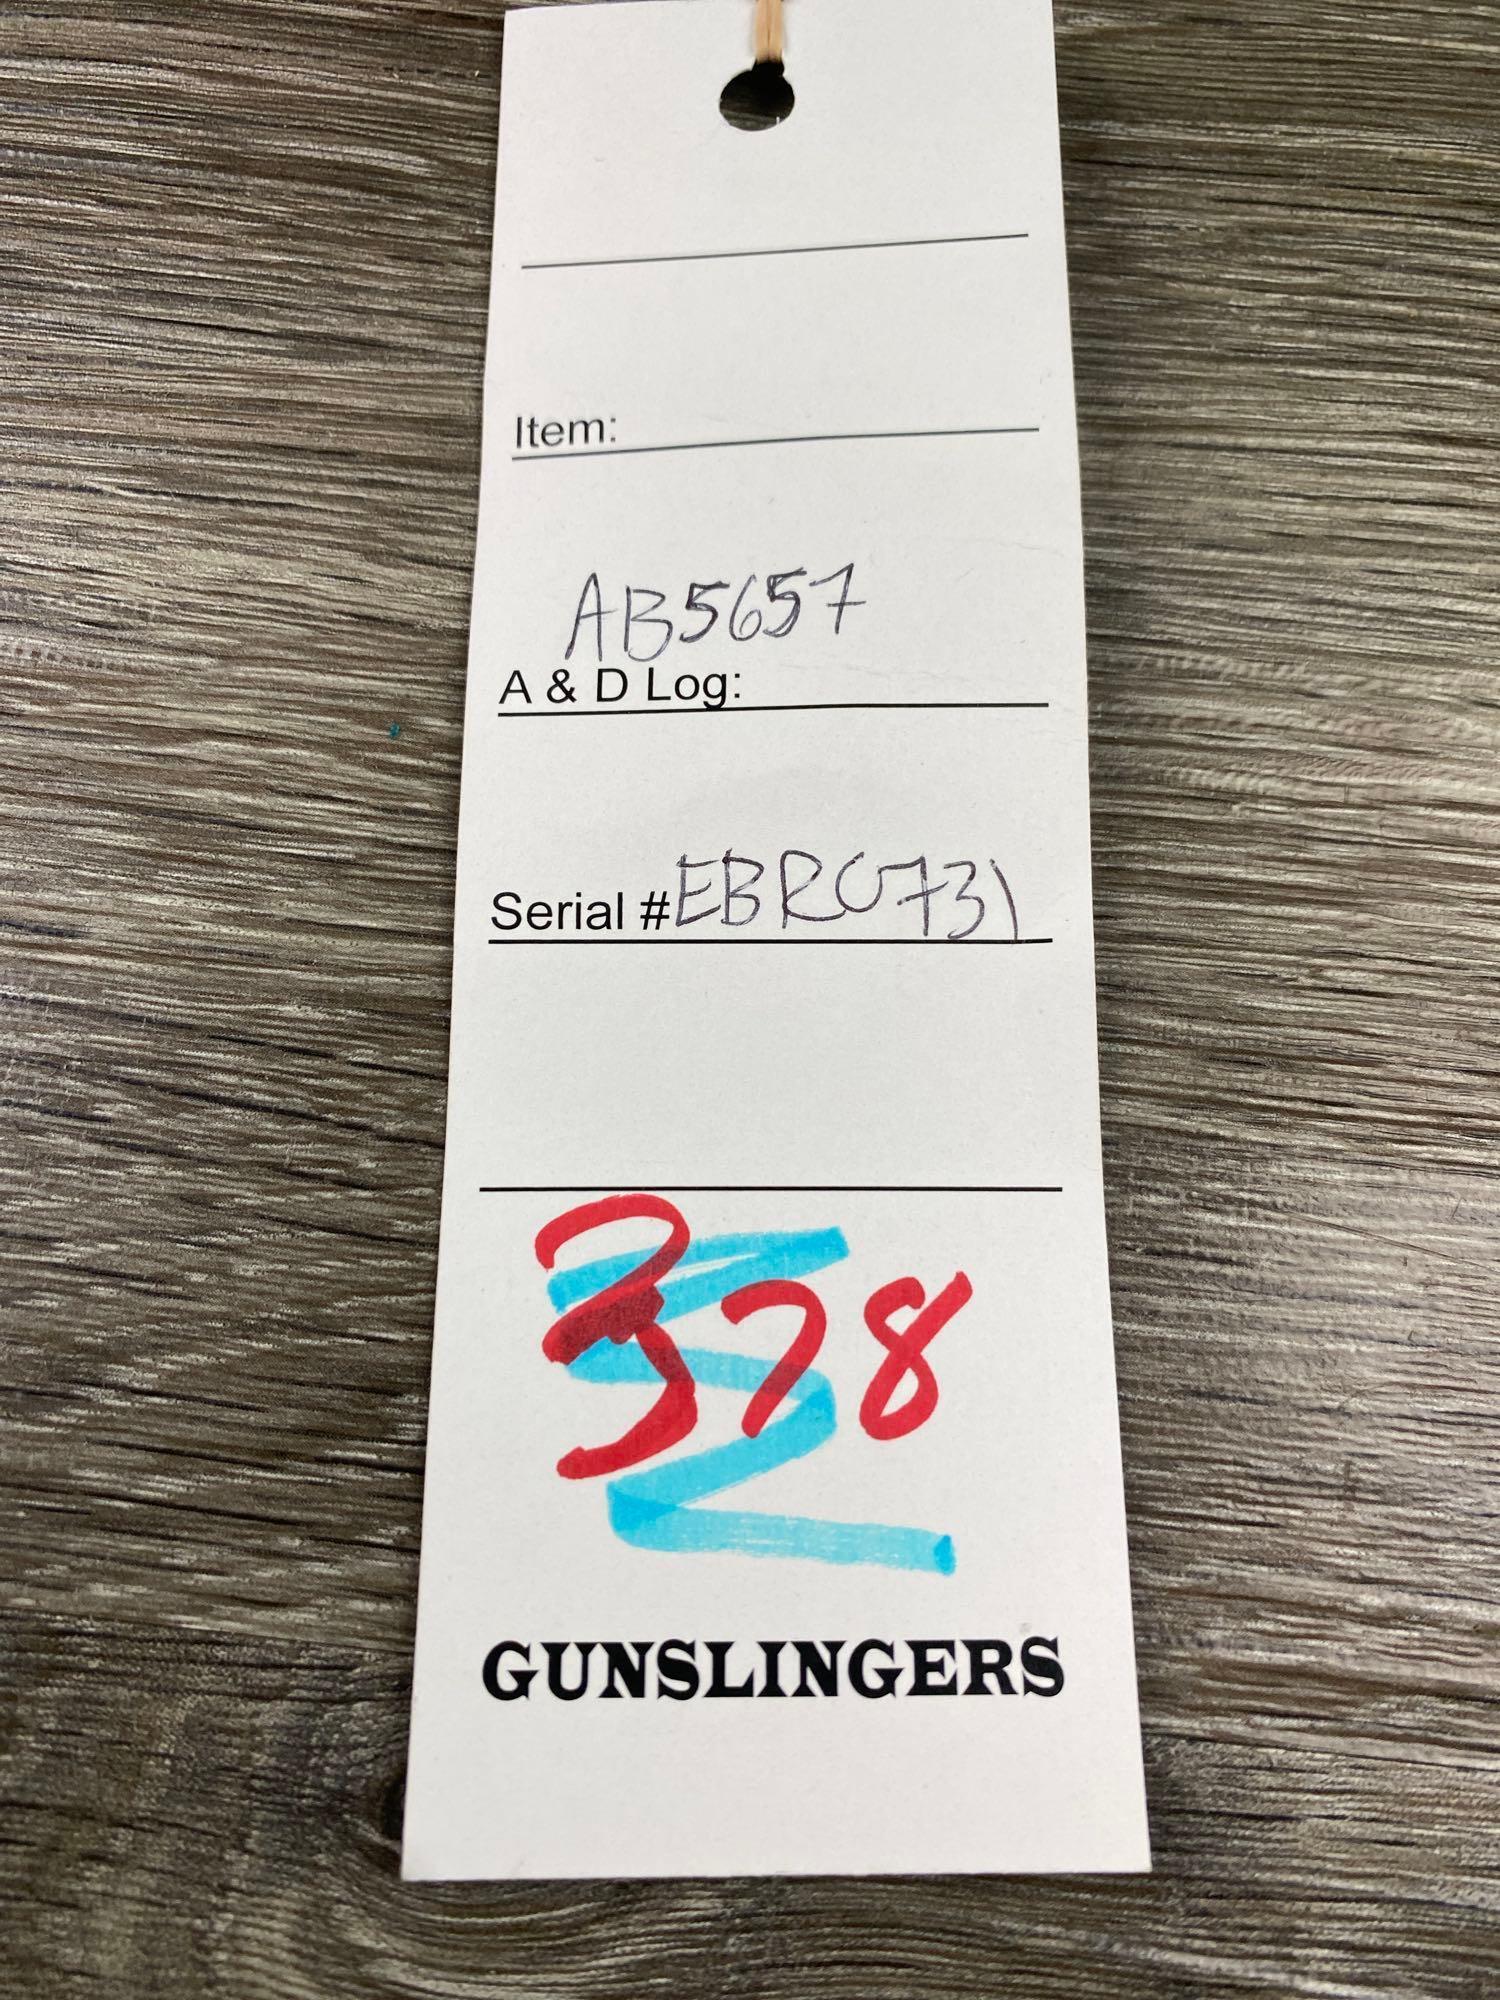 Item:
AB5657
A & D Log:
Serial # EBR0731
378
GUNSLINGERS